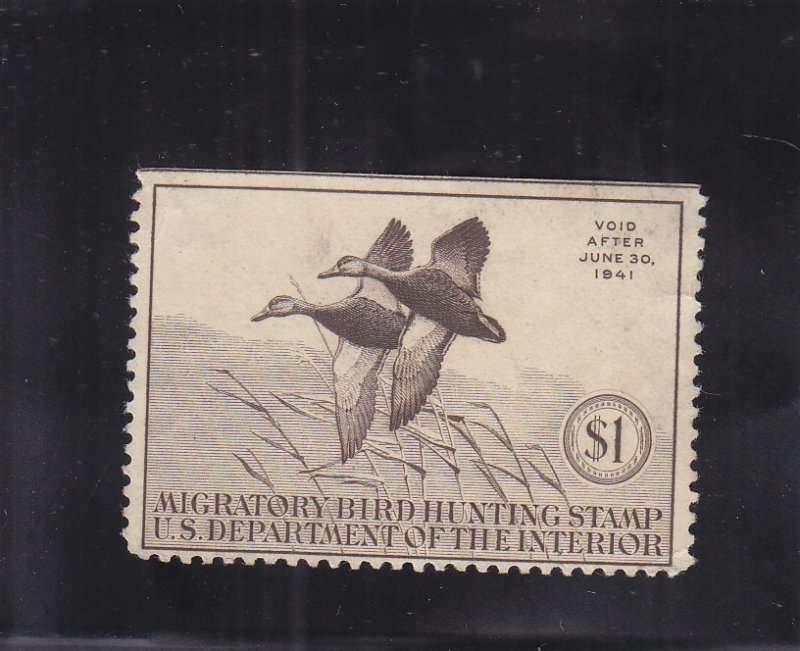 VOID
AFTER
JUNE 30,
1941
$1
MIGRATORY BIRD HUNTING STAMP
U.S. DEPARTMENT OF THE INTERIOR